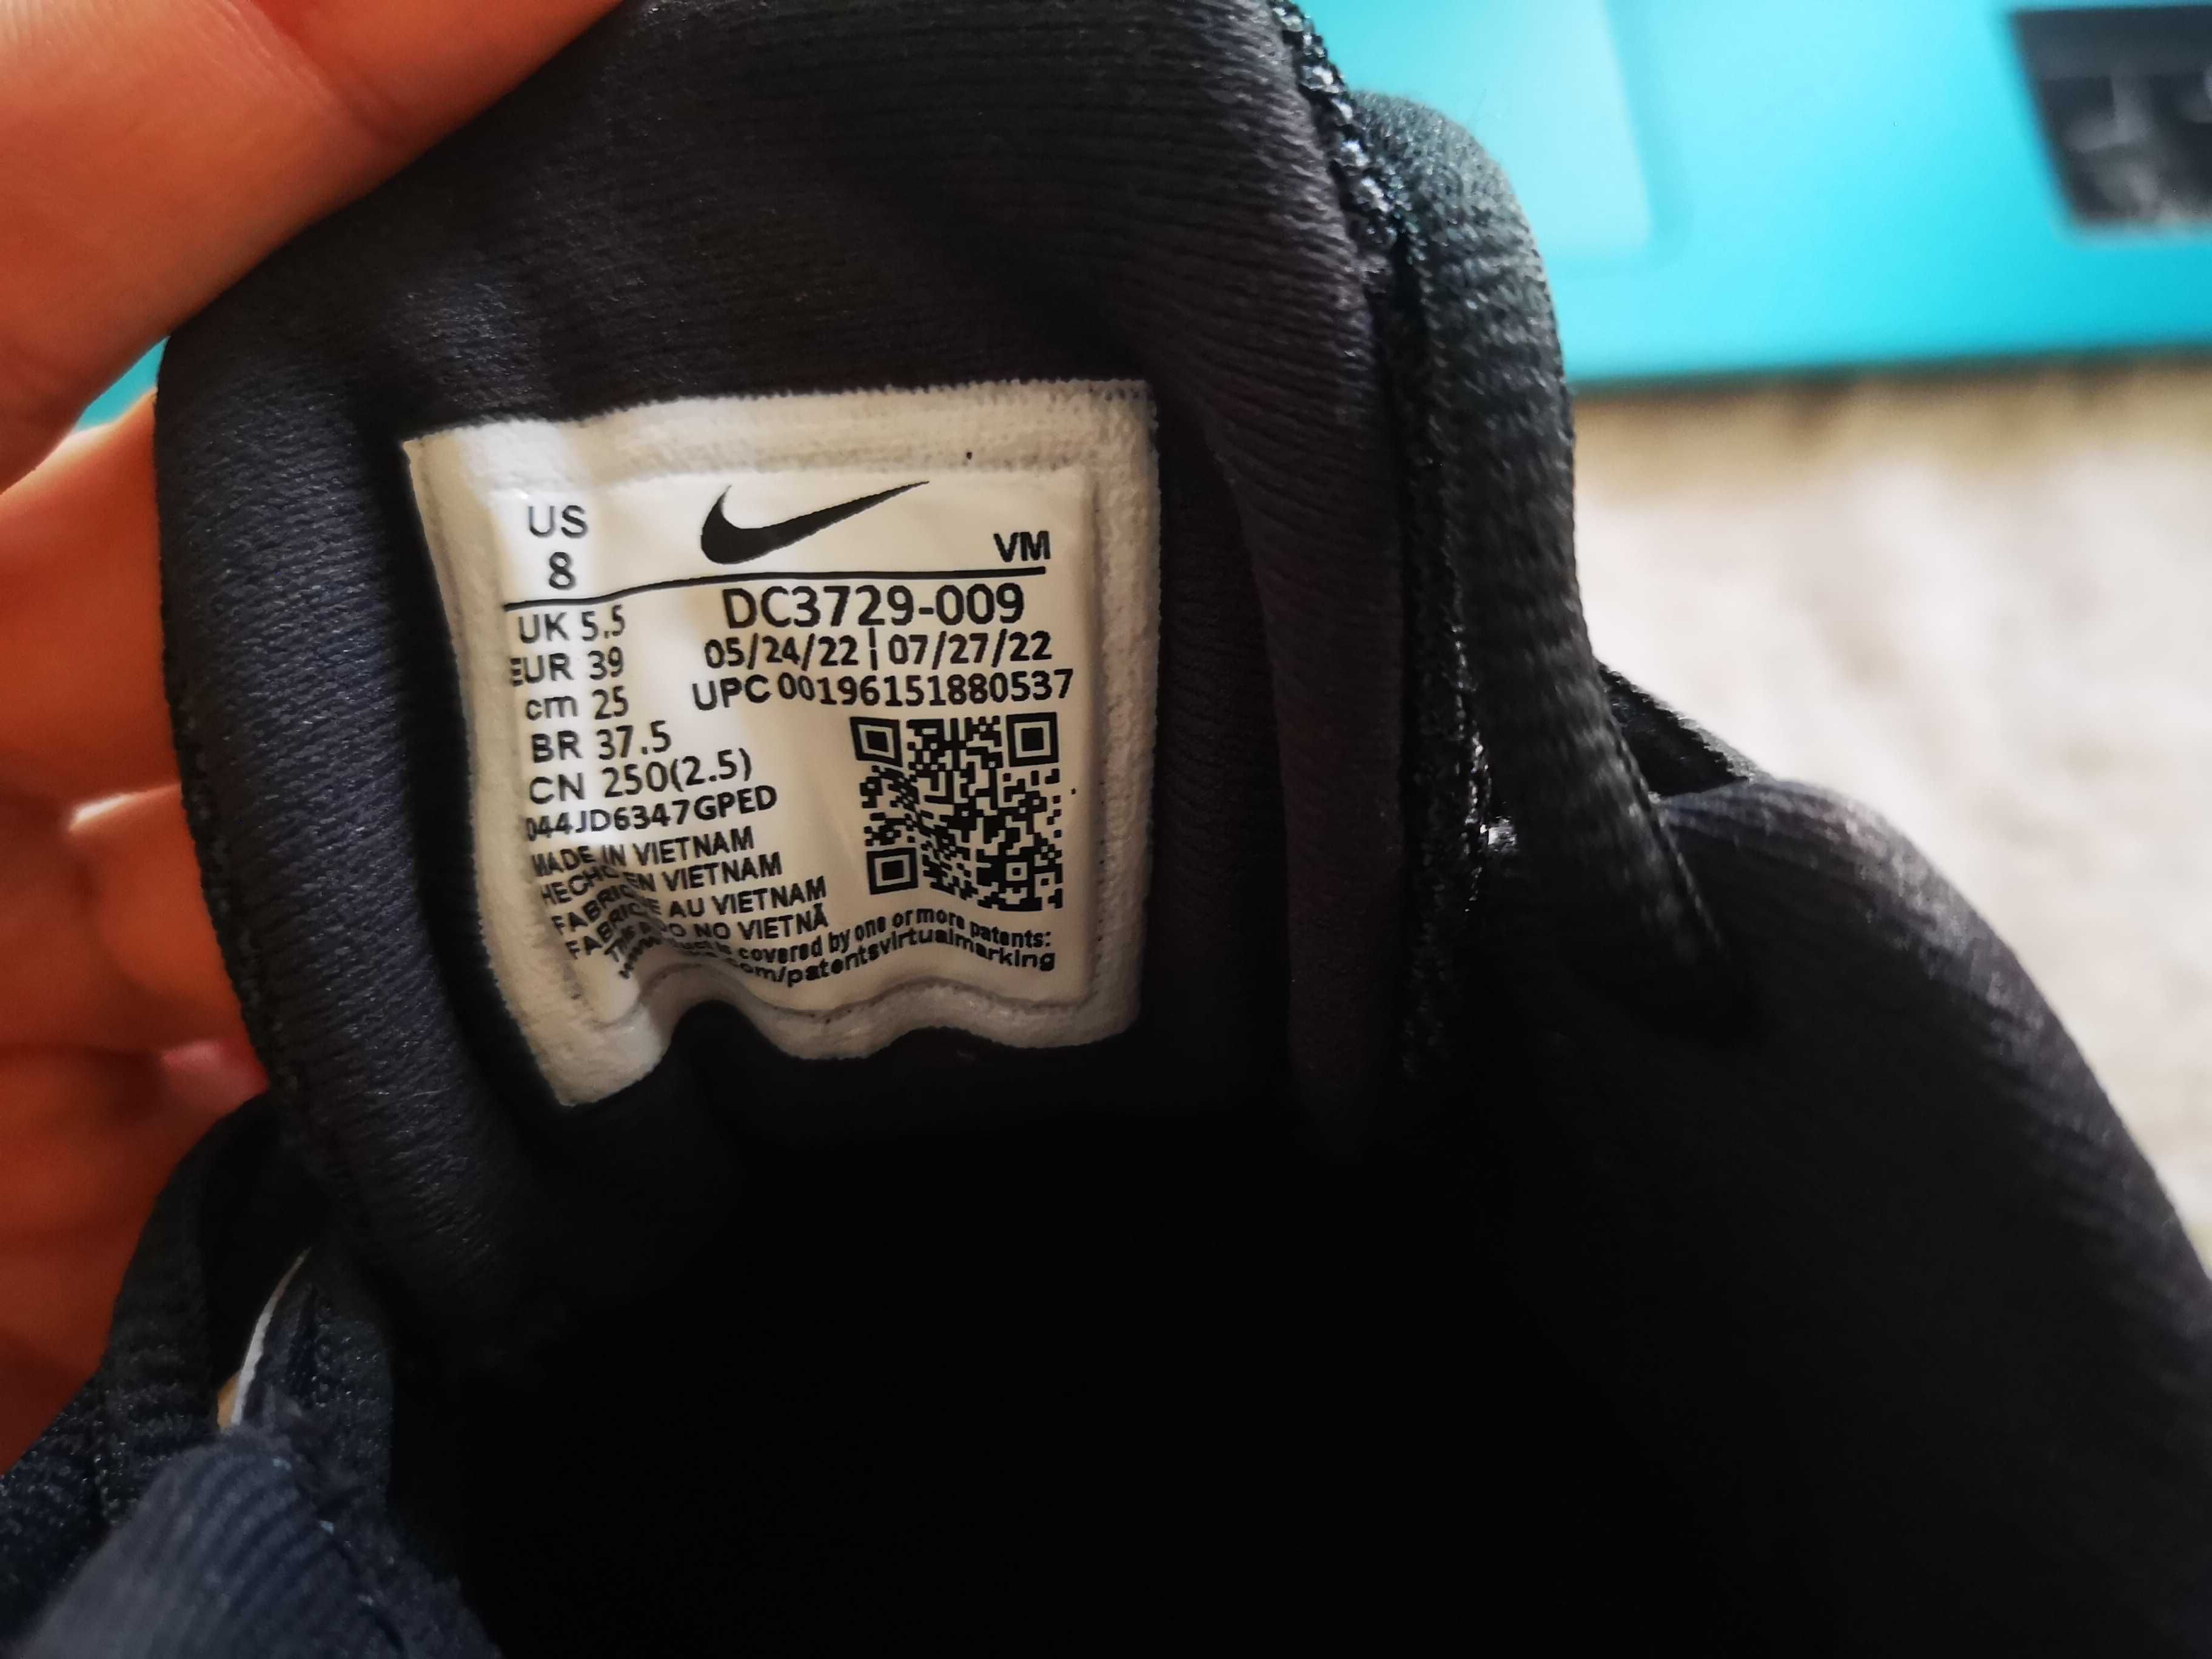 US
8
VM
UK 5.5
EUR 39
cm 25
BR 37.5
CN 250(2.5)
DC3729-009
05/24/22 | 07/27/22
UPC 00196151880537
044JD6347GPED
MADE IN VIETNAM
HECHO EN VIETNAM
AU VIETNAM
NO VIETNÃ
covered by one or more patents:
com/patentsvirtualmarking